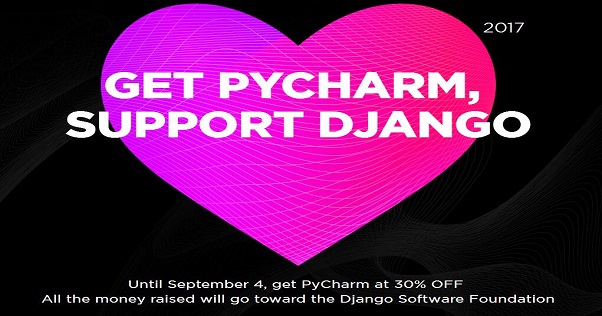 2017
GET PYCHARM,
SUPPORT DJANGO
Until September 4, get PyCharm at 30% OFF
All the money raised will go toward the Django Software Foundation